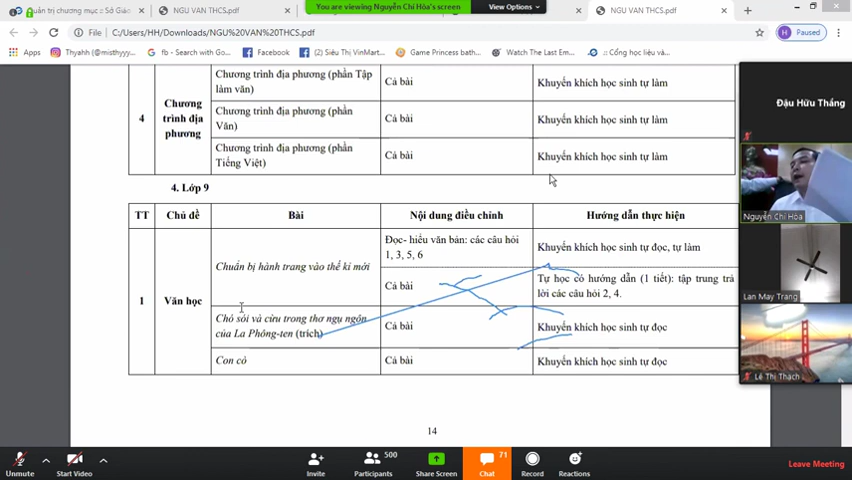 Quản trị chương mục :: Sở Giáo
NGU VAN THCS.pdf
You are viewing Nguyễn Chí Hòa's screen
View Options
NGU VAN THCS.pdf
File | C:/Users/HH/Downloads/NGU%20VAN%20THCS.pdf
Paused
Apps
Thyahh (@misthyyy...
fb - Search with Go...
Facebook
(2) Siêu Thị VinMart...
Game Princess bath...
Watch The Last Em...
:: Cổng học liệu và...
4
Chương trình địa phương
Chương trình địa phương (phần Tập làm văn)
Cả bài
Khuyến khích học sinh tự làm
Chương trình địa phương (phần Văn)
Cả bài
Khuyến khích học sinh tự làm
Chương trình địa phương (phần Tiếng Việt)
Cả bài
Khuyến khích học sinh tự làm
4. Lớp 9
TT
Chủ đề
Bài
Nội dung điều chỉnh
Hướng dẫn thực hiện
1
Văn học
Chuẩn bị hành trang vào thế kỉ mới
Đọc- hiểu văn bản: các câu hỏi 1, 3, 5, 6
Khuyến khích học sinh tự đọc, tự làm
Cả bài
Tự học có hướng dẫn (1 tiết): tập trung trả lời các câu hỏi 2, 4.
Chó sói và cừu trong thơ ngụ ngôn của La Phông-ten (trích)
Cả bài
Khuyến khích học sinh tự đọc
Con cò
Cả bài
Khuyến khích học sinh tự đọc
14
Đậu Hữu Thắng
Nguyễn Chí Hòa
Lan May Trang
Lê Thị Thạch
Unmute
Start Video
Invite
500
Participants
Share Screen
71
Chat
Record
Reactions
Leave Meeting